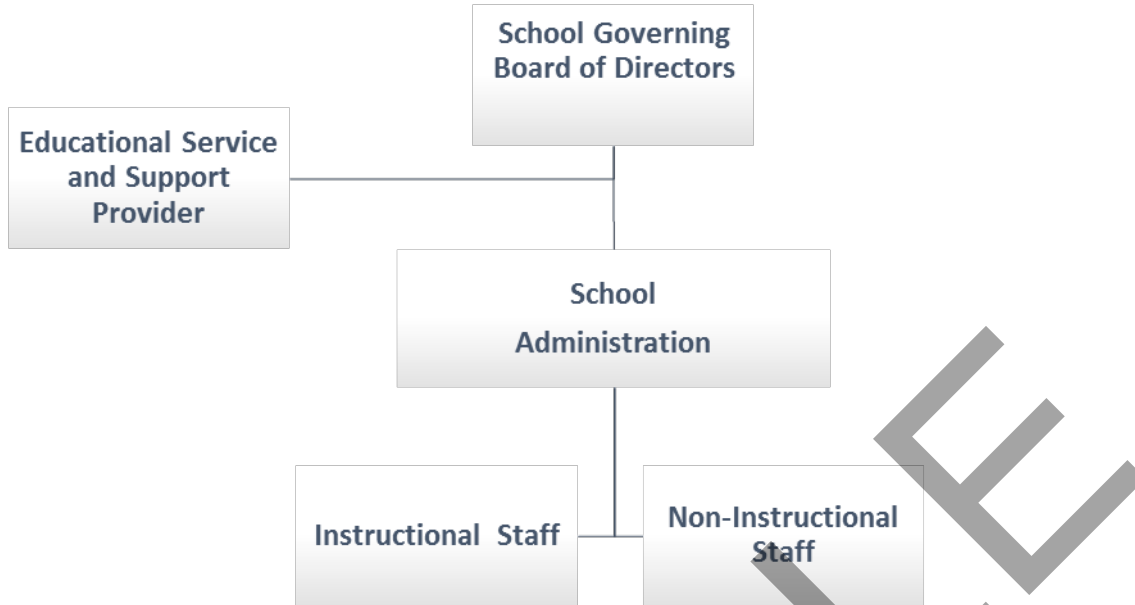 School Governing
Board of Directors
Educational Service
and Support
Provider
School
Administration
Instructional Staff
Non-Instructional
Staff
E